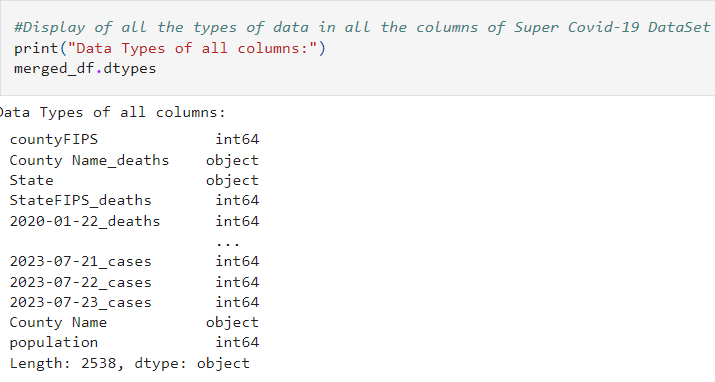 #Display of all the types of data in all the columns of Super Covid-19 DataSet
print("Data Types of all columns:")
merged_df.dtypes
Data Types of all columns:
countyFIPS int64
County Name_deaths object
State object
StateFIPS_deaths int64
2020-01-22_deaths int64
...
2023-07-21_cases int64
2023-07-22_cases int64
2023-07-23_cases int64
County Name object
population int64
Length: 2538, dtype: object